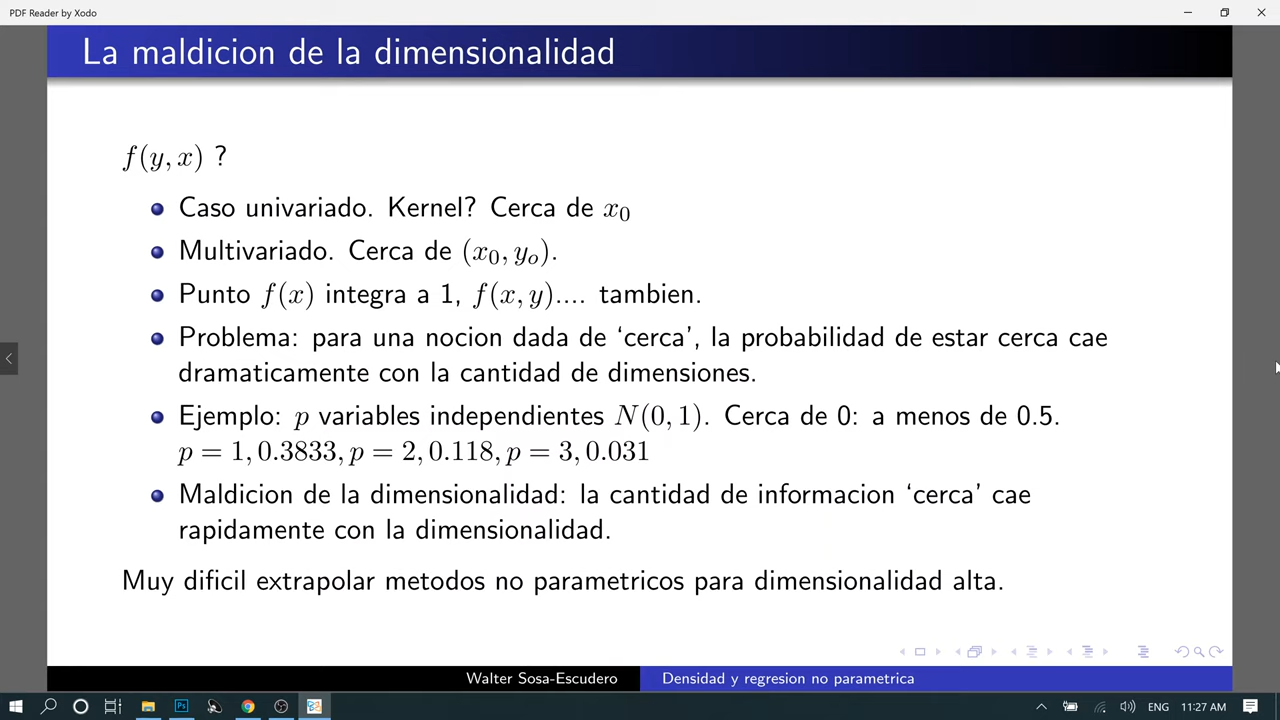 PDF Reader by Xodo
La maldicion de la dimensionalidad
f(y, x) ?
Caso univariado. Kernel? Cerca de x₀
Multivariado. Cerca de (x₀, yₒ).
Punto f(x) integra a 1, f(x, y).... tambien.
Problema: para una nocion dada de ‘cerca’, la probabilidad de estar cerca cae
dramaticamente con la cantidad de dimensiones.
Ejemplo: p variables independientes N(0, 1). Cerca de 0: a menos de 0.5.
p = 1, 0.3833, p = 2, 0.118, p = 3, 0.031
Maldicion de la dimensionalidad: la cantidad de informacion ‘cerca’ cae
rapidamente con la dimensionalidad.
Muy dificil extrapolar metodos no parametricos para dimensionalidad alta.
Walter Sosa-Escudero
Densidad y regresion no parametrica
Ps
ENG
11:27 AM